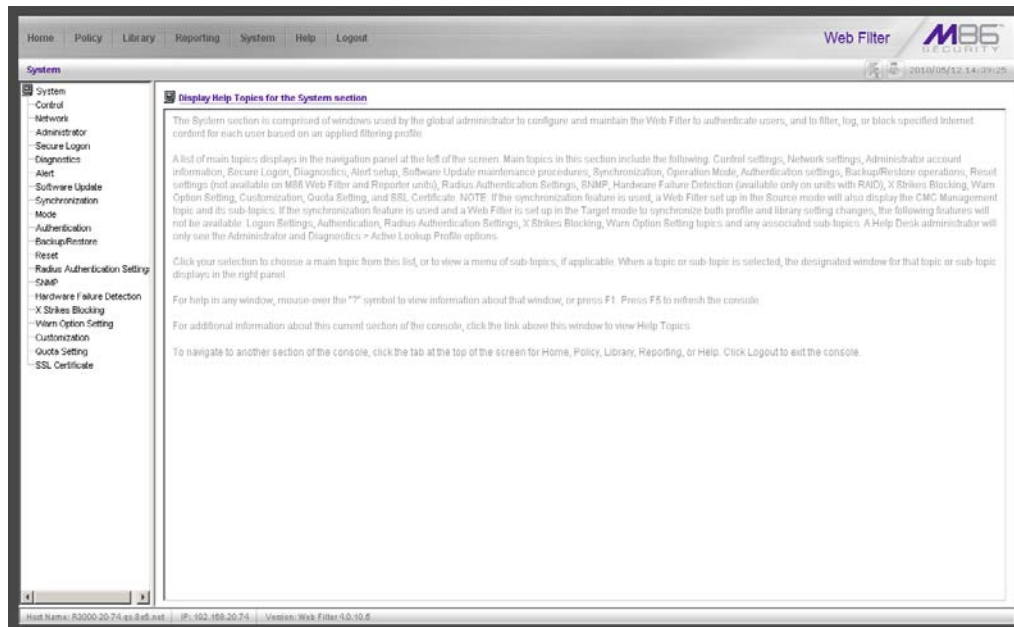 Home Policy Library Reporting System Help Logout
Web Filter
M86
SECURITY
System
2010/05/12 14:39:25
System
Control
Network
Administrator
Secure Logon
Diagnostics
Alert
Software Update
Synchronization
Mode
Authentication
Backup/Restore
Reset
Radius Authentication Setting
SNMP
Hardware Failure Detection
X Strikes Blocking
Warn Option Setting
Customization
Quota Setting
SSL Certificate
Display Help Topics for the System section
The System section is comprised of windows used by the global administrator to configure and maintain the Web Filter to authenticate users, and to filter, log, or block specified Internet
content for each user based on an applied filtering profile.
A list of main topics displays in the navigation panel at the left of the screen. Main topics in this section include the following: Control settings, Network settings, Administrator account
information, Secure Logon, Diagnostics, Alert setup, Software Update maintenance procedures, Synchronization, Operation Mode, Authentication settings, Backup/Restore operations, Reset
settings (not available on M86 Web Filter and Reporter units), Radius Authentication Settings, SNMP, Hardware Failure Detection (available only on units with RAID), X Strikes Blocking, Warn
Option Setting, Customization, Quota Setting, and SSL Certificate. NOTE: If the synchronization feature is used, a Web Filter set up in the Source mode will also display the CMC Management
topic and its sub-topics. If the synchronization feature is used and a Web Filter is set up in the Target mode to synchronize both profile and library setting changes, the following features will
not be available: Logon Settings, Authentication, Radius Authentication Settings, X Strikes Blocking, Warn Option Setting topics and any associated sub-topics. A Help Desk administrator will
only see the Administrator and Diagnostics > Active Lookup Profile options.
Click your selection to choose a main topic from this list, or to view a menu of sub-topics, if applicable. When a topic or sub-topic is selected, the designated window for that topic or sub-topic
displays in the right panel.
For help in any window, mouse-over the "?" symbol to view information about that window, or press F1. Press F5 to refresh the console.
For additional information about this current section of the console, click the link above this window to view Help Topics.
To navigate to another section of the console, click the tab at the top of the screen for Home, Policy, Library, Reporting, or Help. Click Logout to exit the console.
Host Name: R3000-20-74.qs.8e6.net IP: 192.168.20.74 Version: Web Filter 4.0.10.6